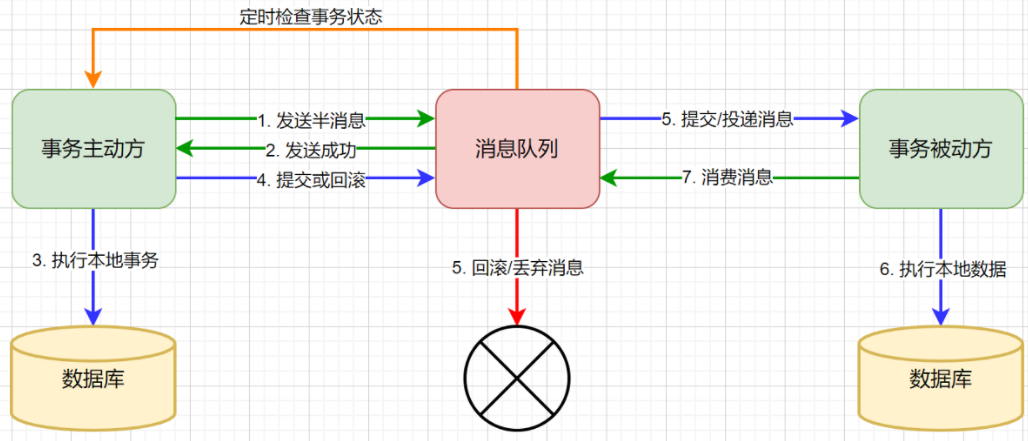 定时检查事务状态
事务主动方
1. 发送半消息
2. 发送成功
4. 提交或回滚
消息队列
5. 提交/投递消息
7. 消费消息
事务被动方
3. 执行本地事务
5. 回滚/丢弃消息
6. 执行本地数据
数据库
数据库